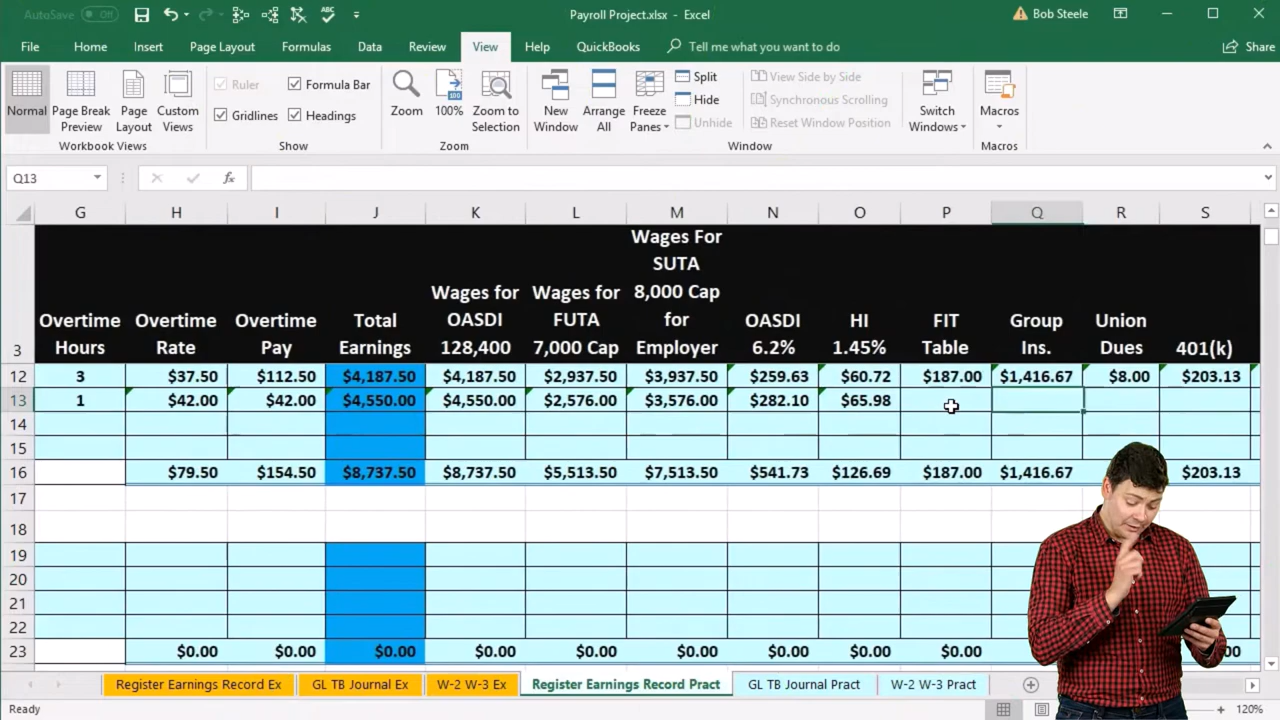 AutoSave Off Payroll Project.xlsx - Excel Bob Steele
File Home Insert Page Layout Formulas Data Review View Help QuickBooks Tell me what you want to do Share
Normal Page Break Preview Page Layout Custom Views
Workbook Views
Ruler Formula Bar
Gridlines Headings
Show
Zoom 100% Zoom to Selection
Zoom
New Window Arrange All Freeze Panes
Split
Hide
Unhide
View Side by Side
Synchronous Scrolling
Reset Window Position
Switch Windows
Window
Macros
Macros
Q13 fx
G H I J K L M N O P Q R S
3 Overtime Hours Overtime Rate Overtime Pay Total Earnings Wages for OASDI 128,400 Wages for FUTA 7,000 Cap Wages For SUTA 8,000 Cap for Employer OASDI 6.2% HI 1.45% FIT Table Group Ins. Union Dues 401(k)
12 3 $37.50 $112.50 $4,187.50 $4,187.50 $2,937.50 $3,937.50 $259.63 $60.72 $187.00 $1,416.67 $8.00 $203.13
13 1 $42.00 $42.00 $4,550.00 $4,550.00 $2,576.00 $3,576.00 $282.10 $65.98
14
15
16 $79.50 $154.50 $8,737.50 $8,737.50 $5,513.50 $7,513.50 $541.73 $126.69 $187.00 $1,416.67 $203.13
17
18
19
20
21
22
23 $0.00 $0.00 $0.00 $0.00 $0.00 $0.00 $0.00 $0.00 $0.00
Register Earnings Record Ex GL TB Journal Ex W-2 W-3 Ex Register Earnings Record Pract GL TB Journal Pract W-2 W-3 Pract
Ready 120%